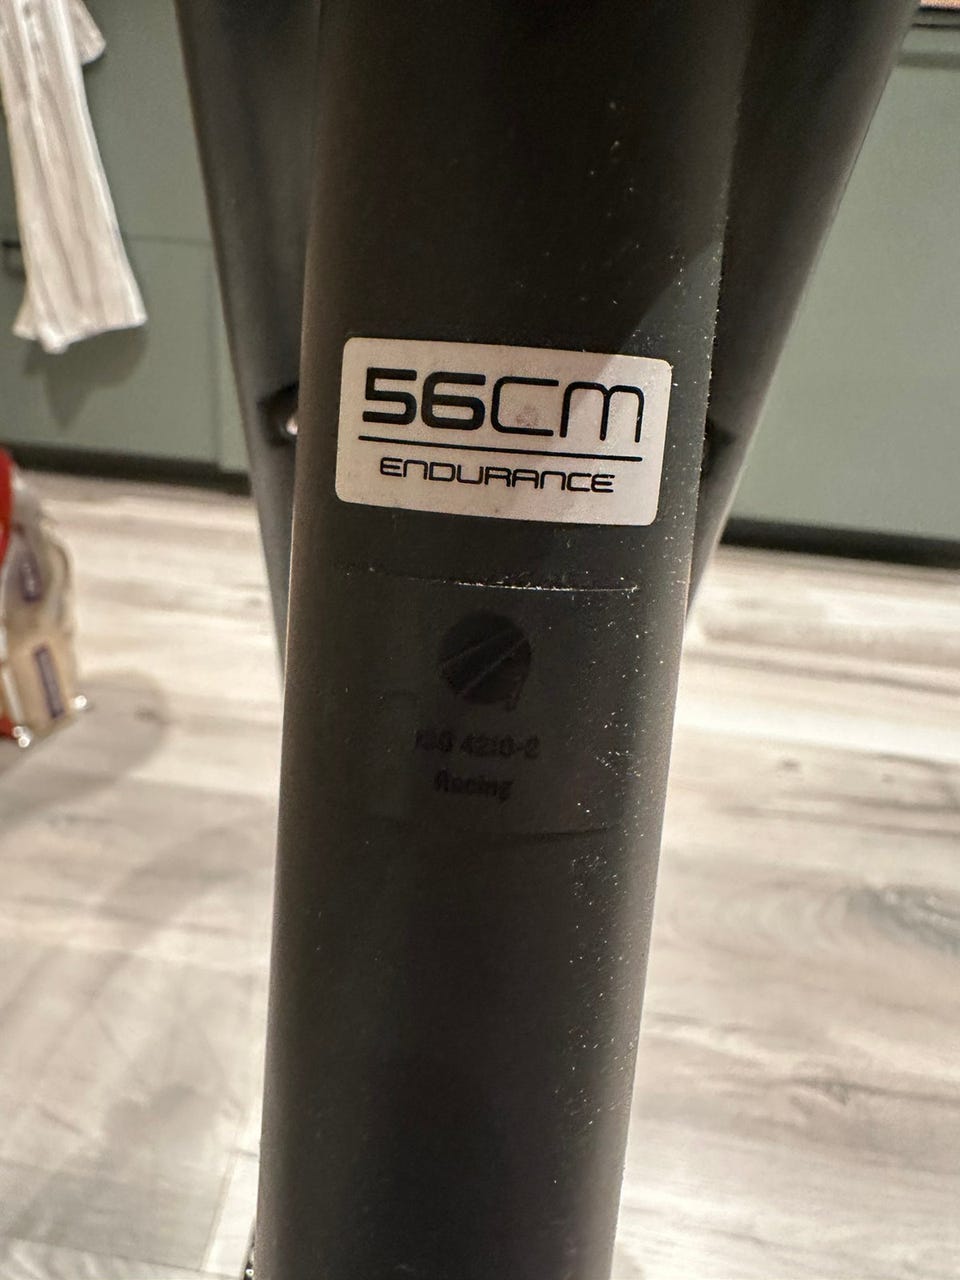 56CM
ENDURANCE
ISO 4210-2
Racing